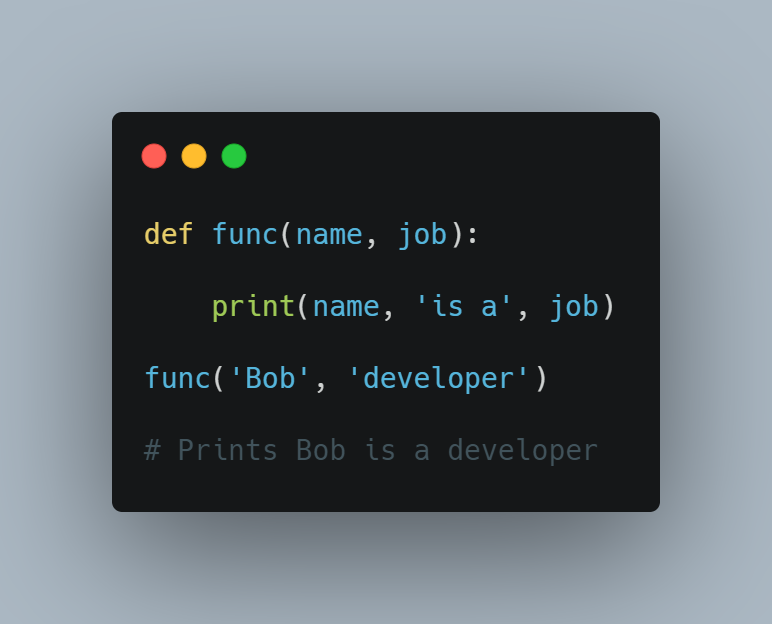 def func(name, job):
    print(name, 'is a', job)
func('Bob', 'developer')
# Prints Bob is a developer